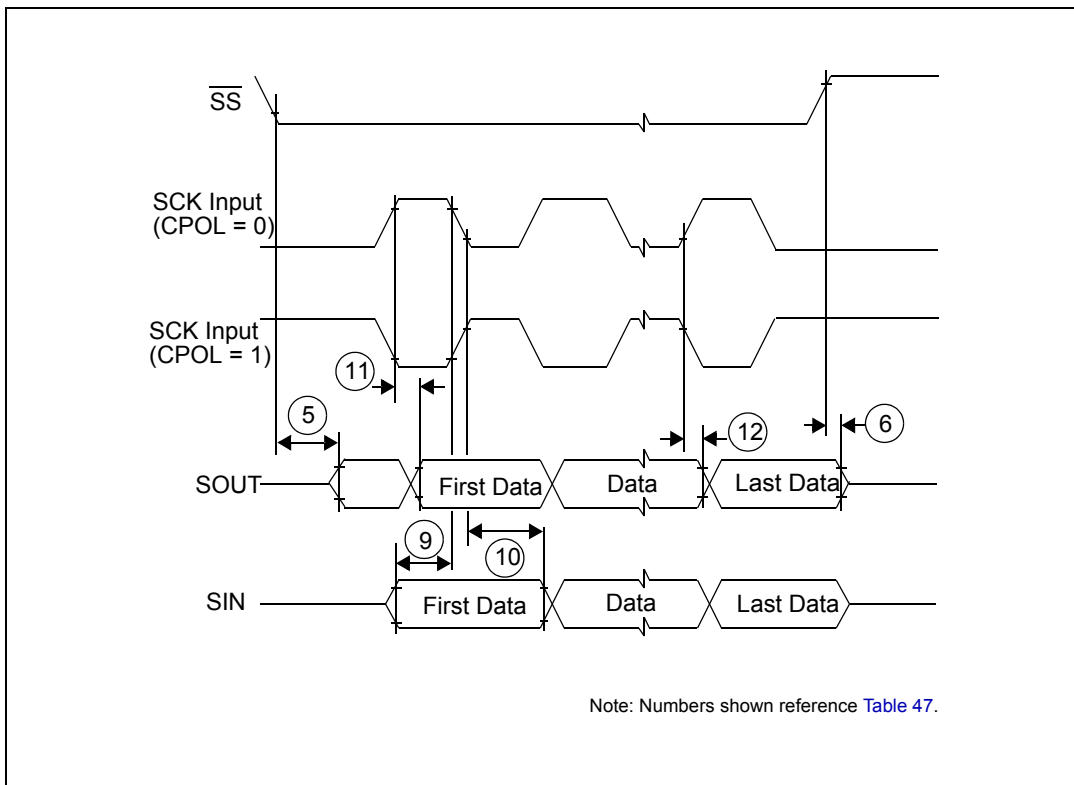 SS
SCK Input
(CPOL = 0)
SCK Input
(CPOL = 1)
11
5
12
6
SOUT
First Data
Data
Last Data
9
10
SIN
First Data
Data
Last Data
Note: Numbers shown reference Table 47.